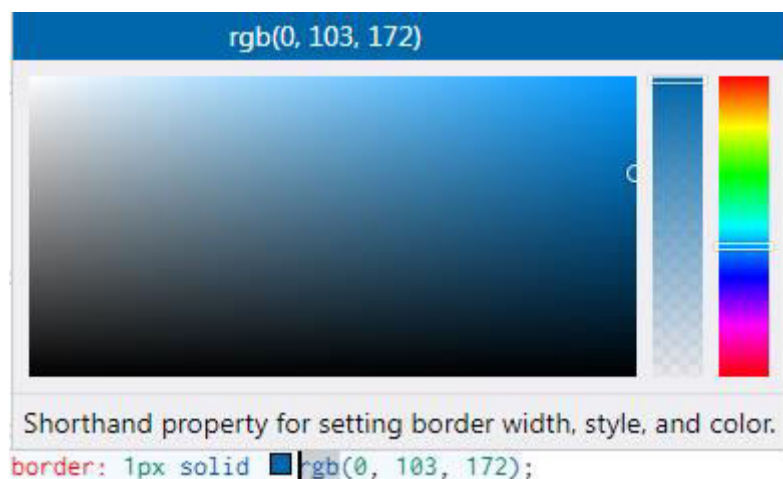 rgb(0, 103, 172)
Shorthand property for setting border width, style, and color.
border: 1px solid rgb(0, 103, 172);